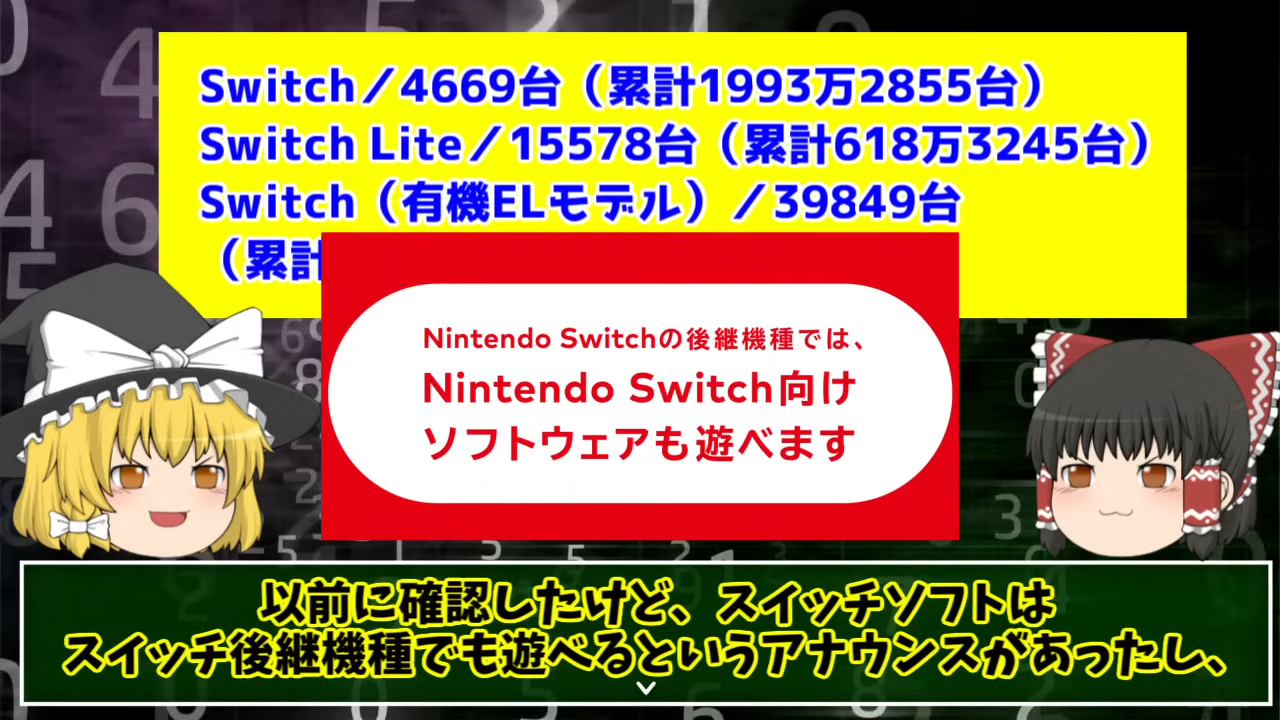 Switch／4669台（累計1993万2855台）
Switch Lite／15578台（累計618万3245台）
Switch（有機ELモデル）／39849台
（累計
Nintendo Switchの後継機種では、
Nintendo Switch向け
ソフトウェアも遊べます
以前に確認したけど、スイッチソフトは
スイッチ後継機種でも遊べるというアナウンスがあったし、